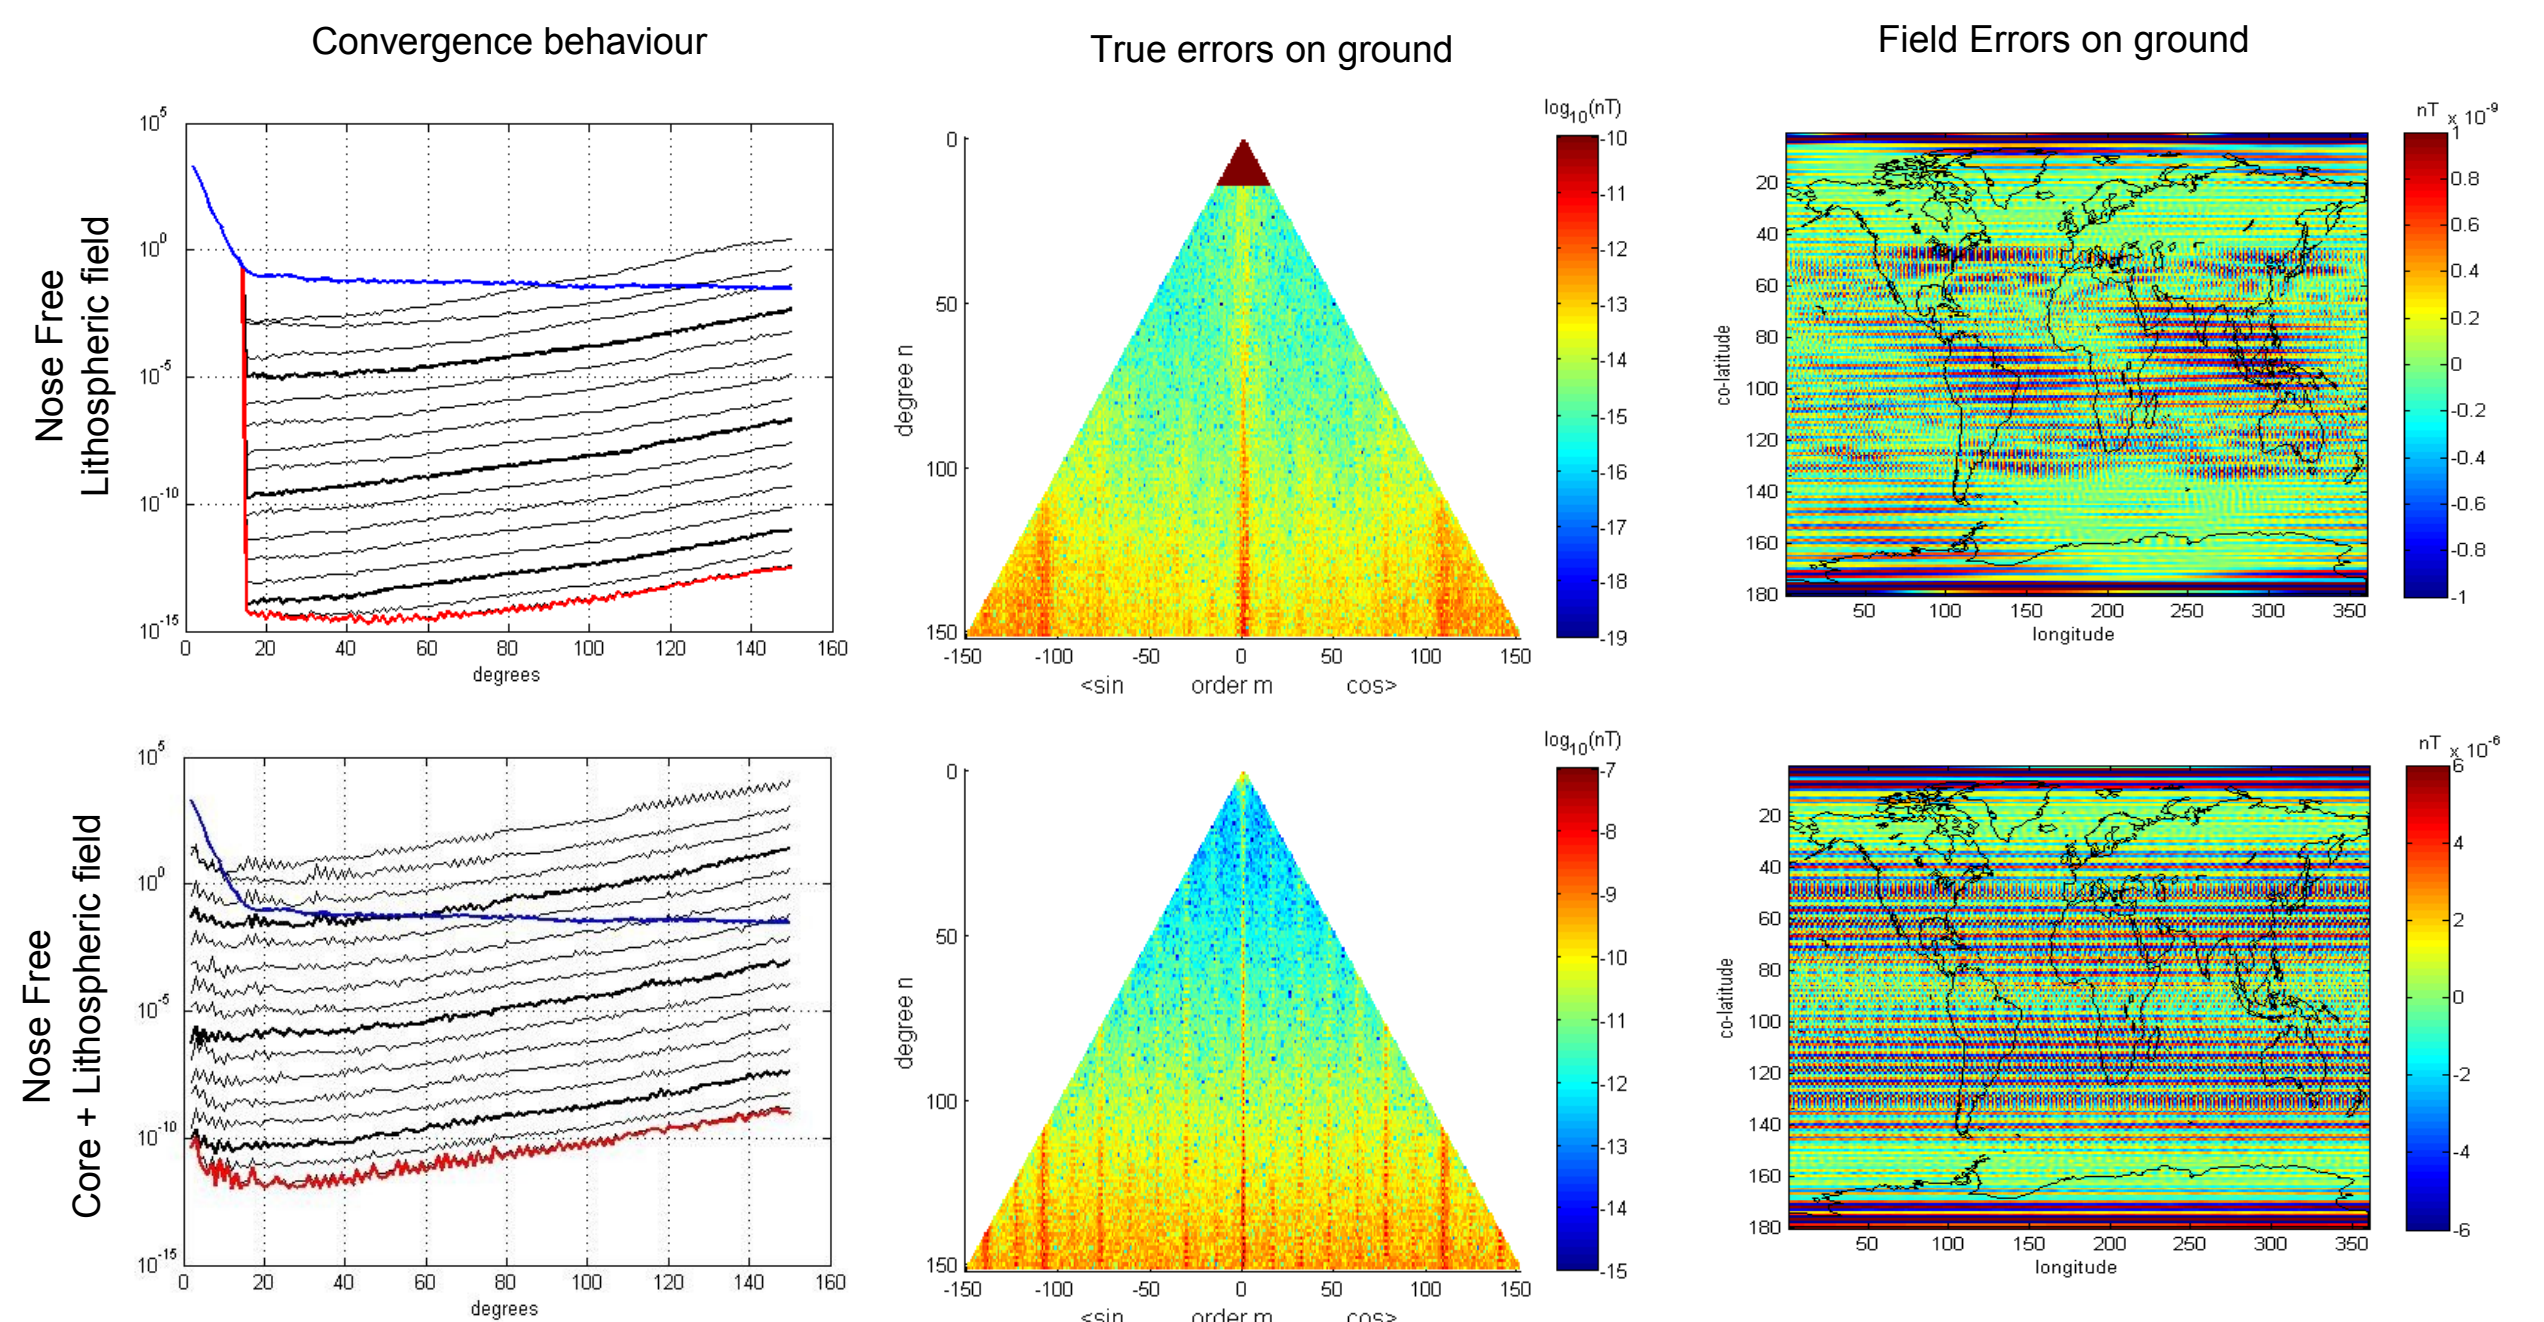 Convergence behaviour
True errors on ground
Field Errors on ground
Nose Free
Lithospheric field
10^5
10^0
10^-5
10^-10
10^-15
0 20 40 60 80 100 120 140 160
degrees
log10(nT)
0
50
100
150
degree n
-150 -100 -50 0 50 100 150
<sin order m cos>
-10
-11
-12
-13
-14
-15
-16
-17
-18
-19
nT x 10^-9
1
0.8
0.6
0.4
0.2
0
-0.2
-0.4
-0.6
-0.8
-1
20
40
60
80
100
120
140
160
180
co-latitude
50 100 150 200 250 300 350
longitude
Nose Free
Core + Lithospheric field
10^5
10^0
10^-5
10^-10
10^-15
0 20 40 60 80 100 120 140 160
degrees
log10(nT)
0
50
100
150
degree n
-150 -100 -50 0 50 100 150
<sin order m cos>
-7
-8
-9
-10
-11
-12
-13
-14
-15
nT x 10^-6
6
4
2
0
-2
-4
-6
20
40
60
80
100
120
140
160
180
co-latitude
50 100 150 200 250 300 350
longitude